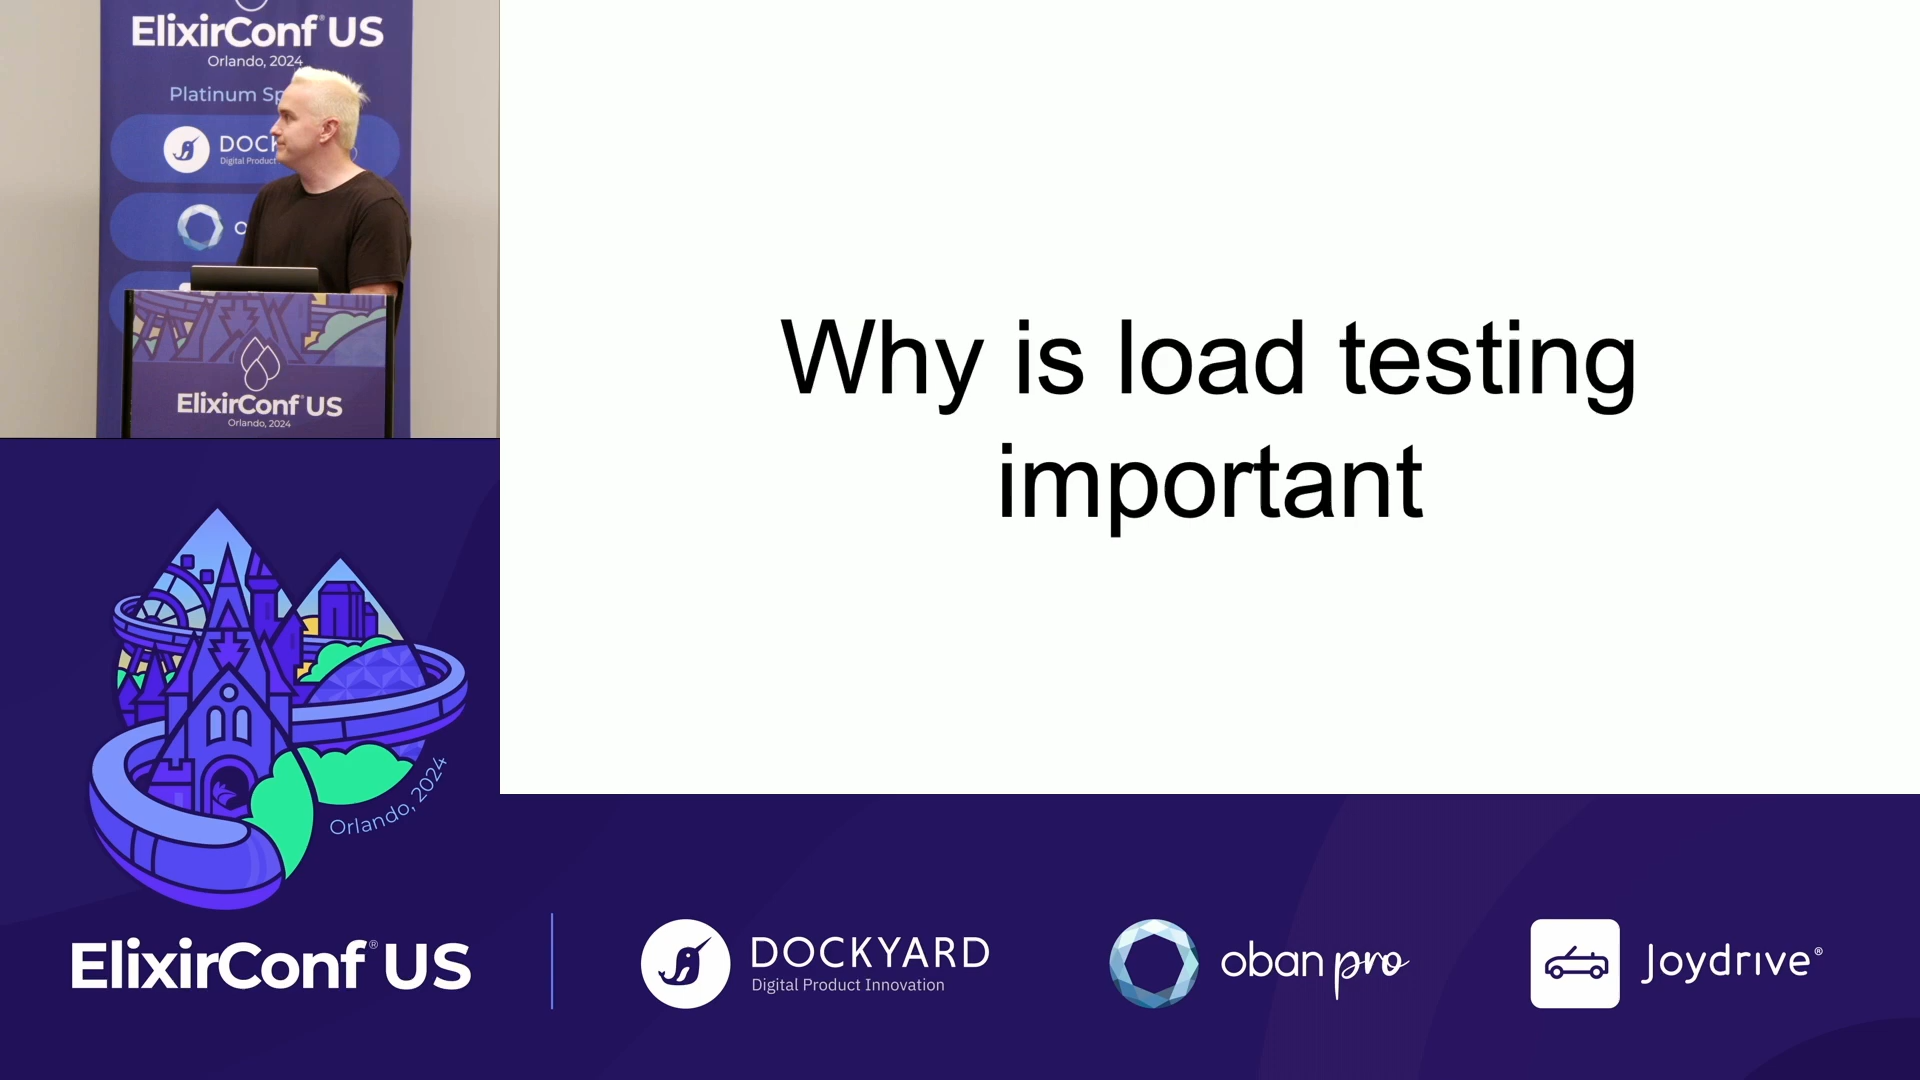 ElixirConf® US
Orlando, 2024
Platinum
DOCK
Digital Product
ElixirConf® US
Orlando, 2024
Why is load testing
important
Orlando, 2024
ElixirConf® US
DOCKYARD
Digital Product Innovation
oban pro
Joydrive®